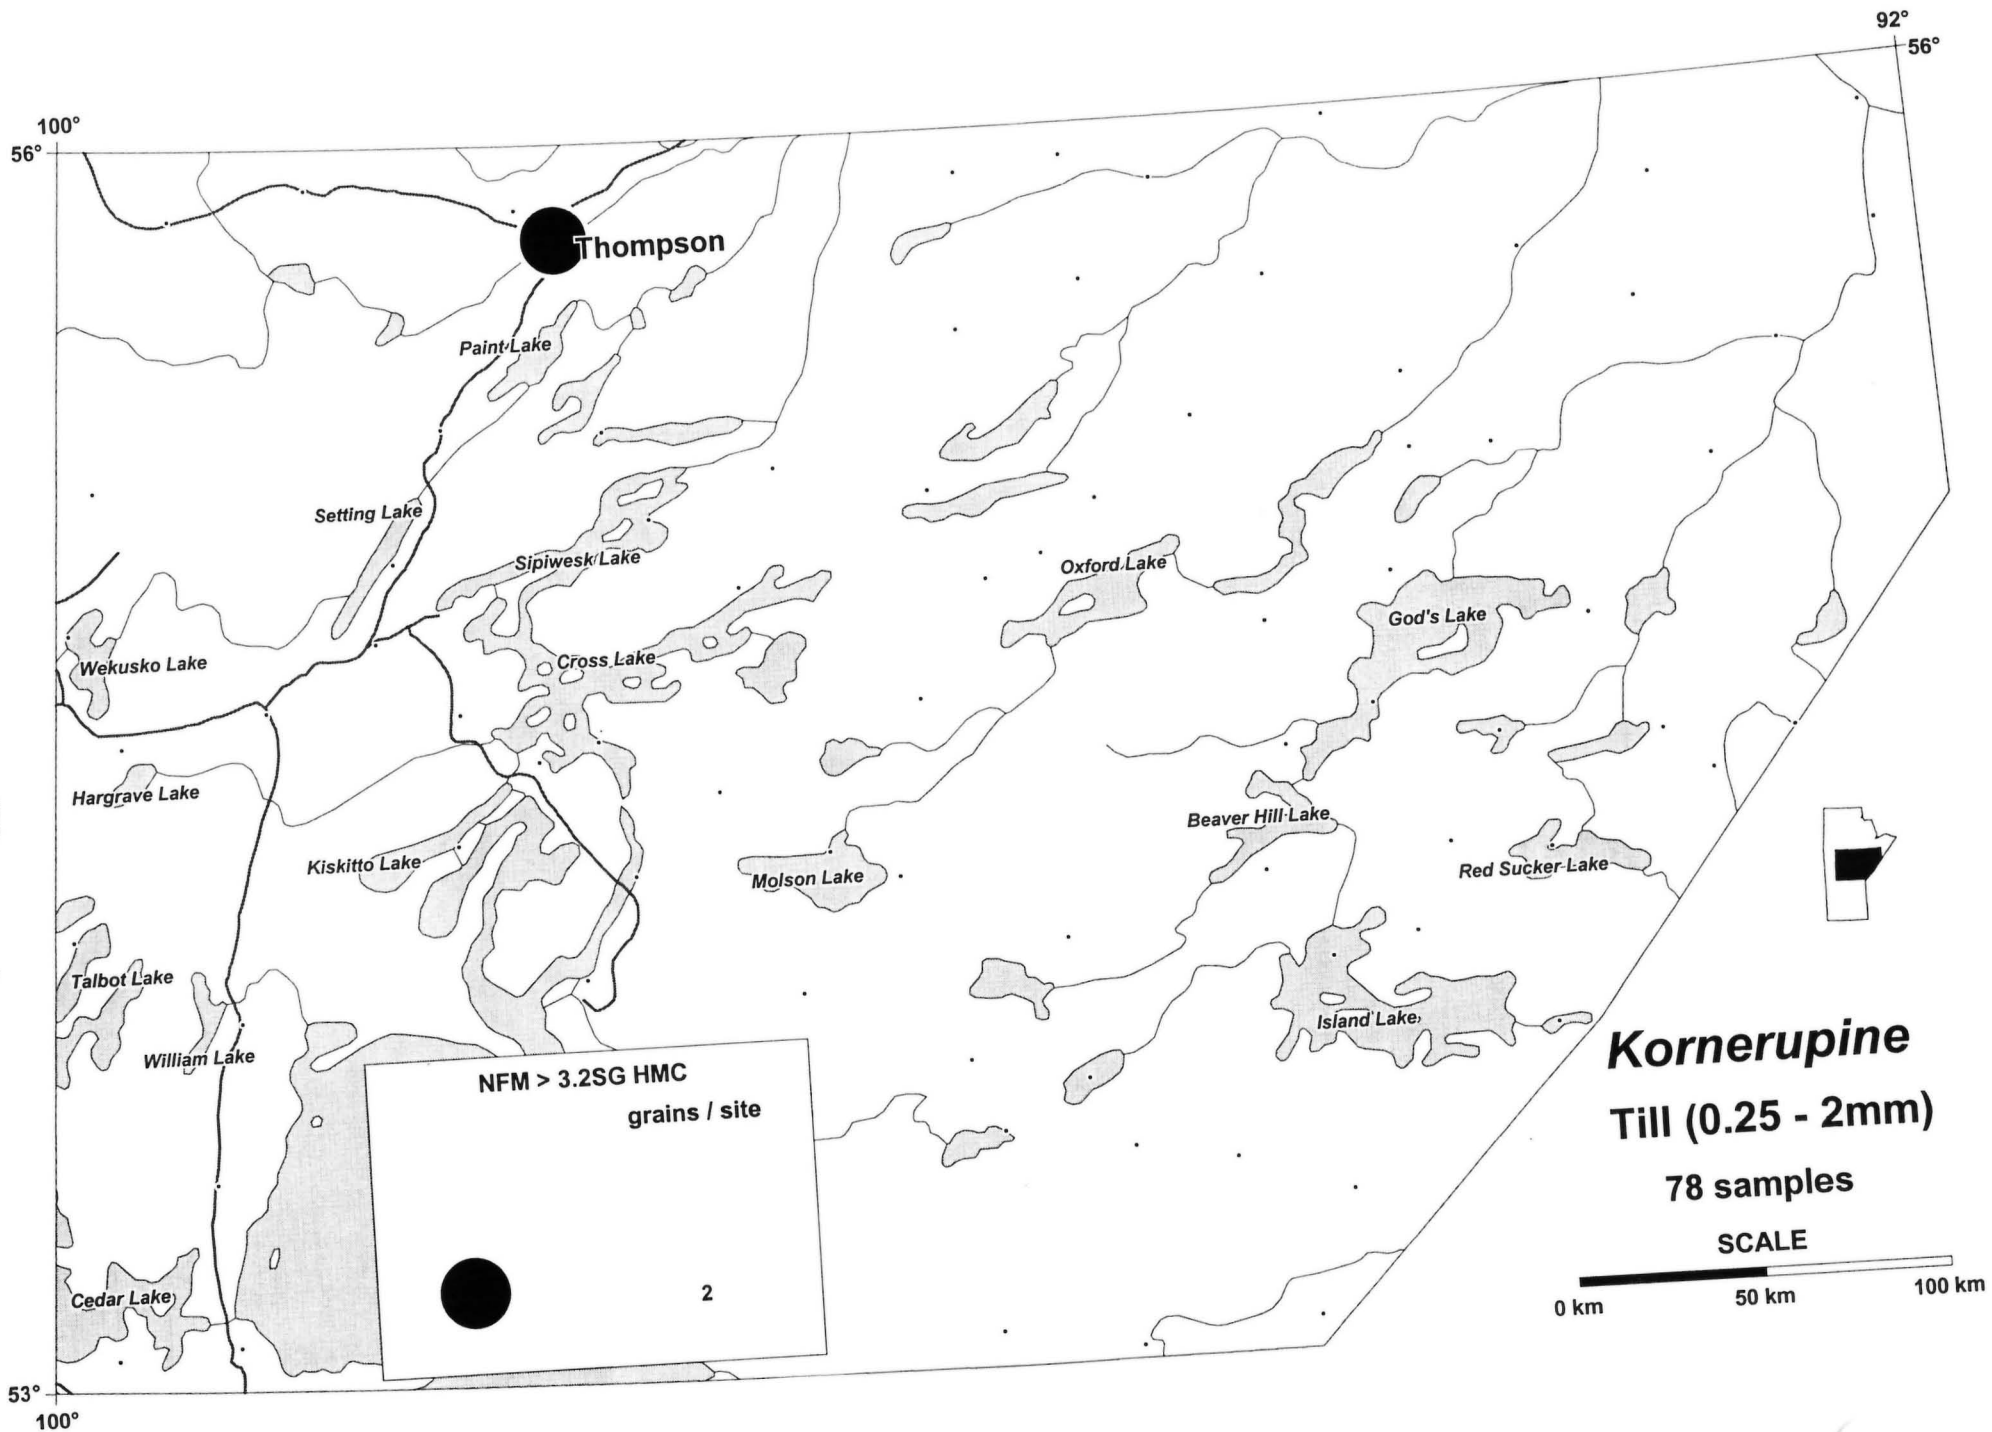 92°
56°
100°
56°
Thompson
Paint Lake
Setting Lake
Sipiwesk Lake
Oxford Lake
God's Lake
Wekusko Lake
Cross Lake
Hargrave Lake
Beaver Hill Lake
Kiskitto Lake
Molson Lake
Red Sucker Lake
Talbot Lake
Island Lake
William Lake
Kornerupine
Till (0.25 - 2mm)
78 samples
NFM > 3.2SG HMC
grains / site
2
SCALE
0 km 50 km 100 km
Cedar Lake
53°
100°